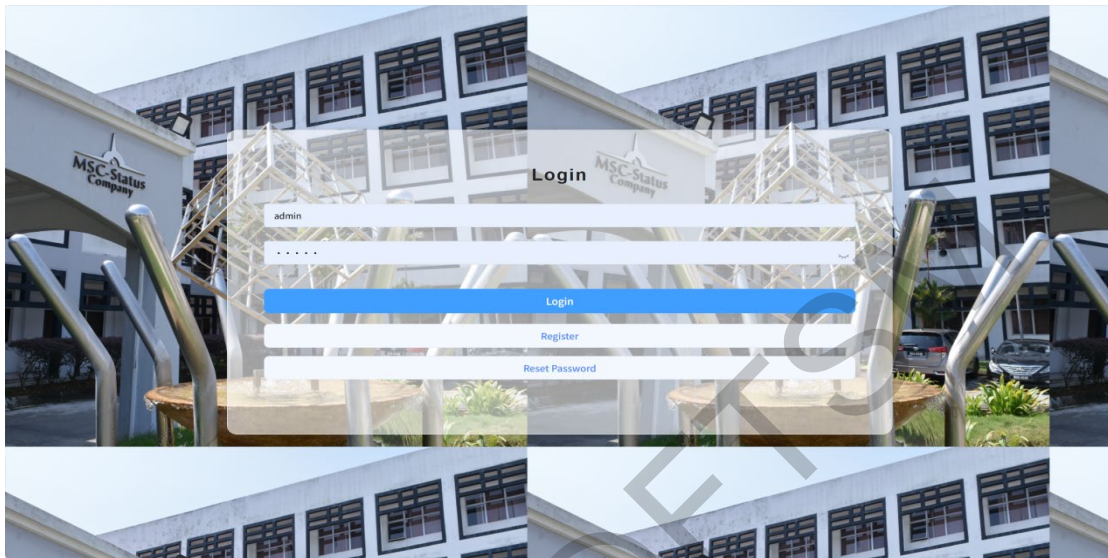 MSC-Status
Company
Login
MSC-Status
Company
admin
Login
Register
Reset Password